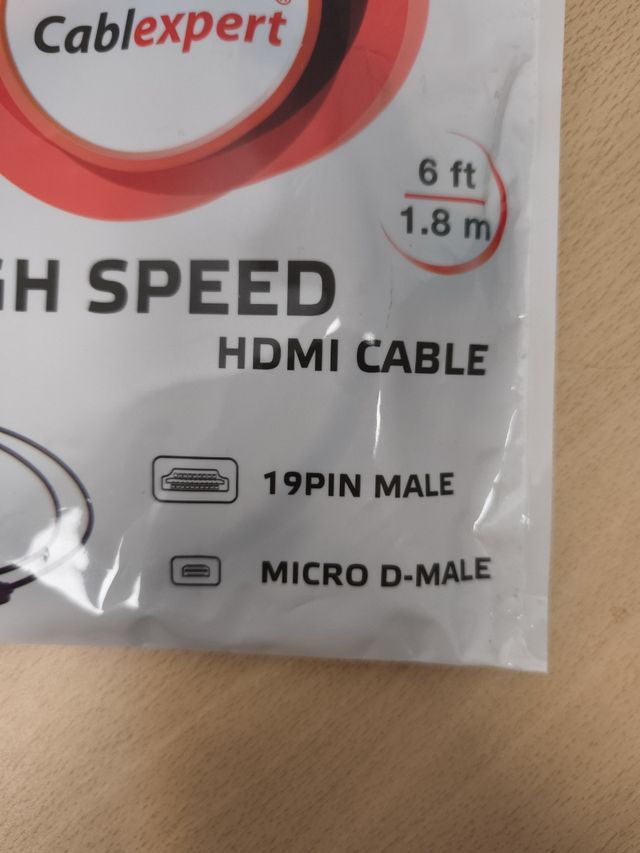 Cablexpert®
6 ft
1.8 m
GH SPEED
HDMI CABLE
19PIN MALE
MICRO D-MALE